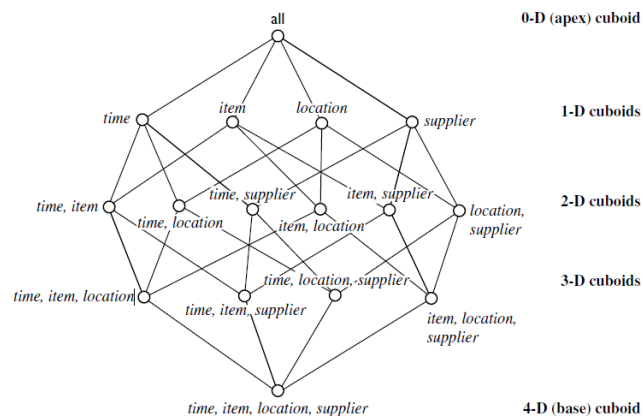 all
0-D (apex) cuboid
time
item
location
supplier
1-D cuboids
time, item
time, location
time, supplier
item, location
item, supplier
location,
supplier
2-D cuboids
time, item, location
time, item, supplier
time, location, supplier
item, location,
supplier
3-D cuboids
time, item, location, supplier
4-D (base) cuboid